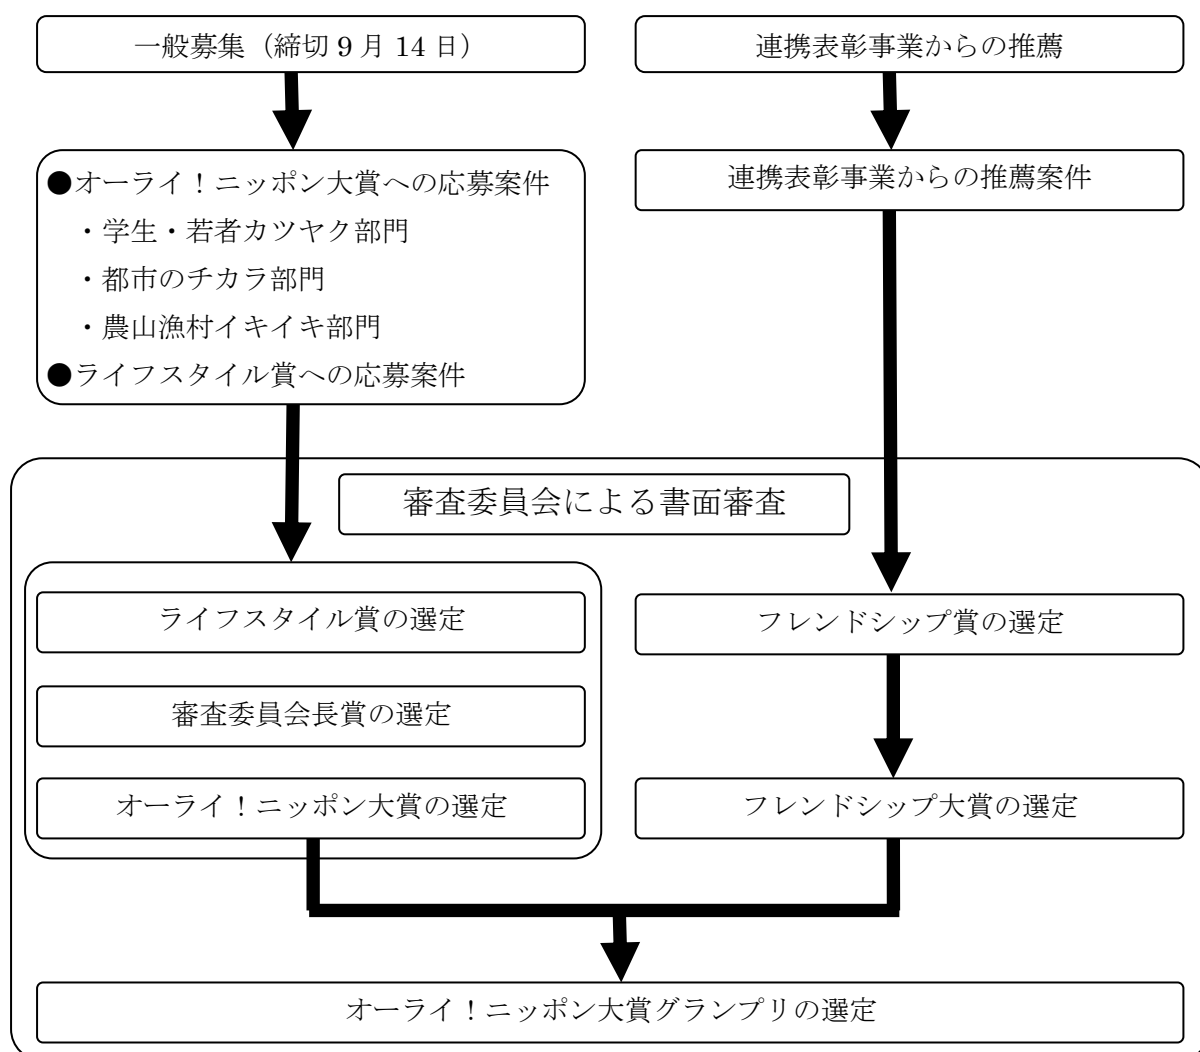 一般募集（締切 9 月 14 日）
連携表彰事業からの推薦
●オーライ！ニッポン大賞への応募案件
・学生・若者カツヤク部門
・都市のチカラ部門
・農山漁村イキイキ部門
●ライフスタイル賞への応募案件
連携表彰事業からの推薦案件
審査委員会による書面審査
ライフスタイル賞の選定
審査委員会長賞の選定
オーライ！ニッポン大賞の選定
フレンドシップ賞の選定
フレンドシップ大賞の選定
オーライ！ニッポン大賞グランプリの選定